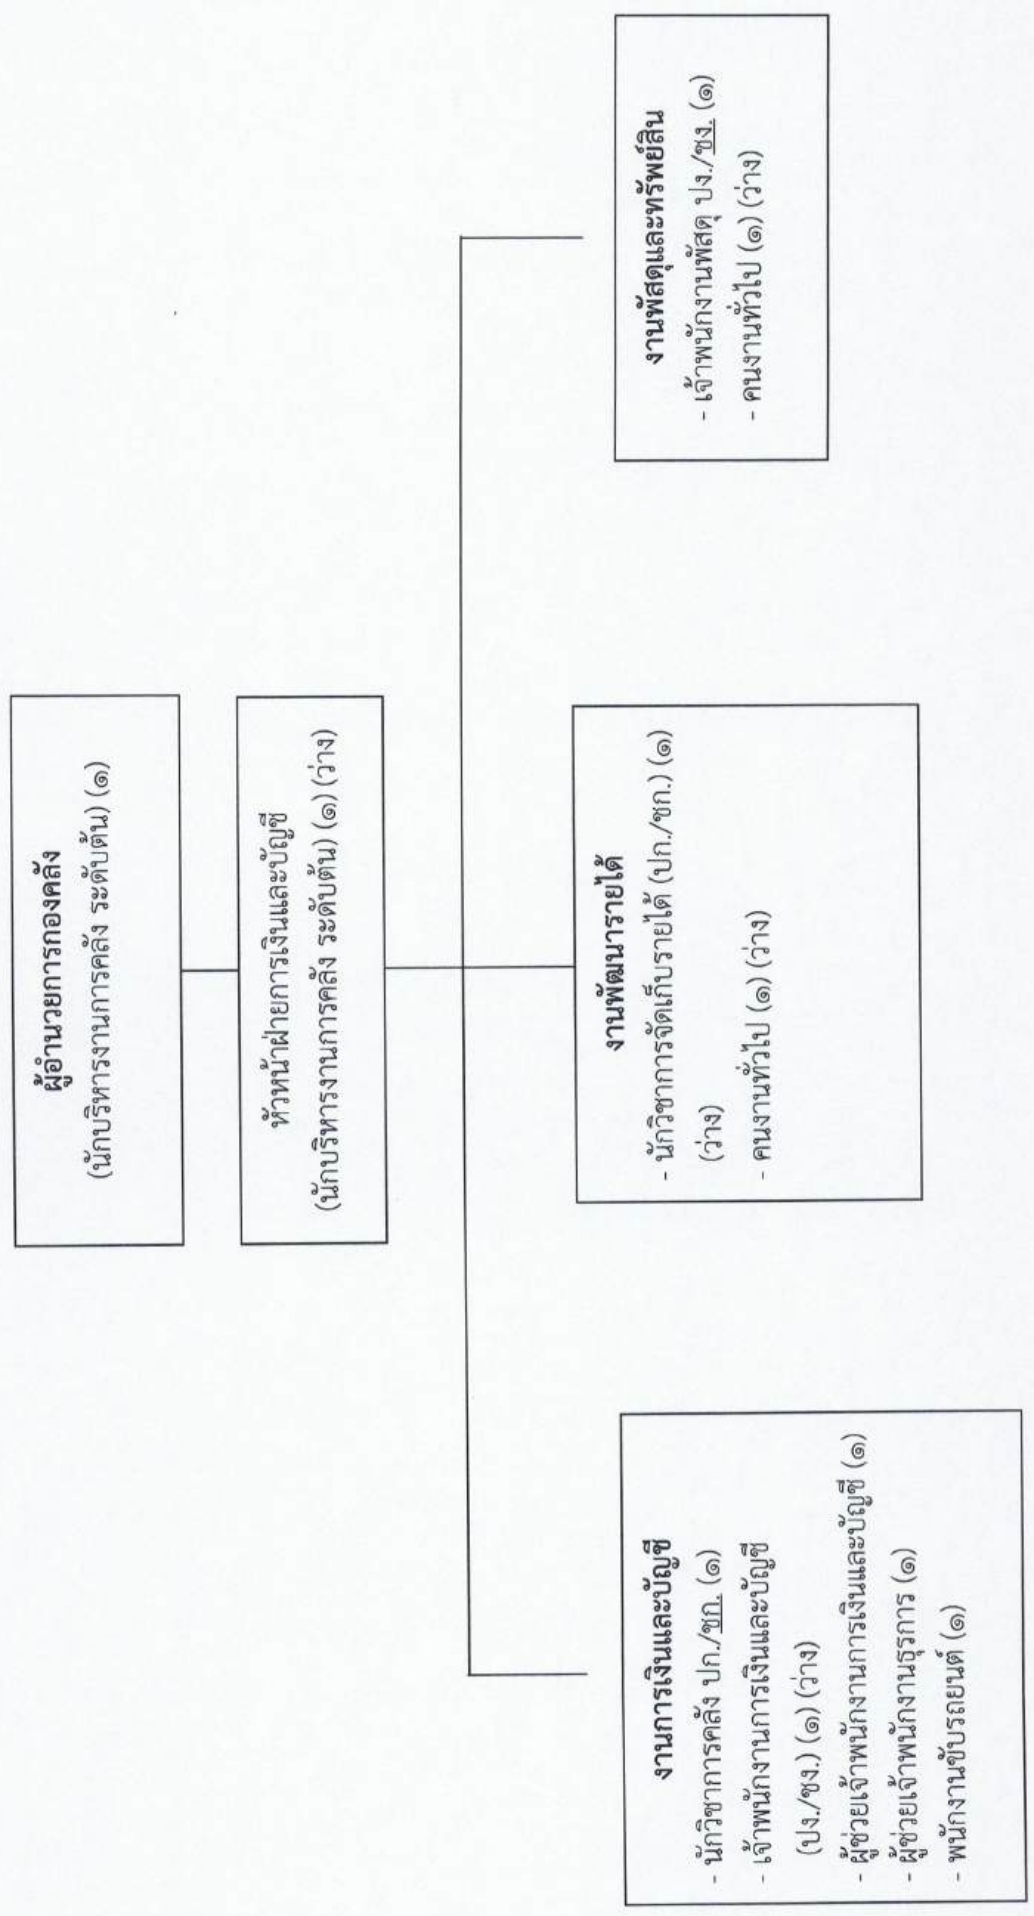 ผู้อำนวยการกองคลัง
(นักบริหารงานการคลัง ระดับต้น) (๑)
หัวหน้าฝ่ายการเงินและบัญชี
(นักบริหารงานการคลัง ระดับต้น) (๑) (ว่าง)
งานการเงินและบัญชี
- นักวิชาการคลัง ปก./ชก. (๑)
- เจ้าพนักงานการเงินและบัญชี
(ปง./ชง.) (๑) (ว่าง)
- ผู้ช่วยเจ้าพนักงานการเงินและบัญชี (๑)
- ผู้ช่วยเจ้าพนักงานธุรการ (๑)
- พนักงานขับรถยนต์ (๑)
งานพัฒนารายได้
- นักวิชาการจัดเก็บรายได้ (ปก./ชก.) (๑)
(ว่าง)
- คนงานทั่วไป (๑) (ว่าง)
งานพัสดุและทรัพย์สิน
- เจ้าพนักงานพัสดุ ปง./ชง. (๑)
- คนงานทั่วไป (๑) (ว่าง)